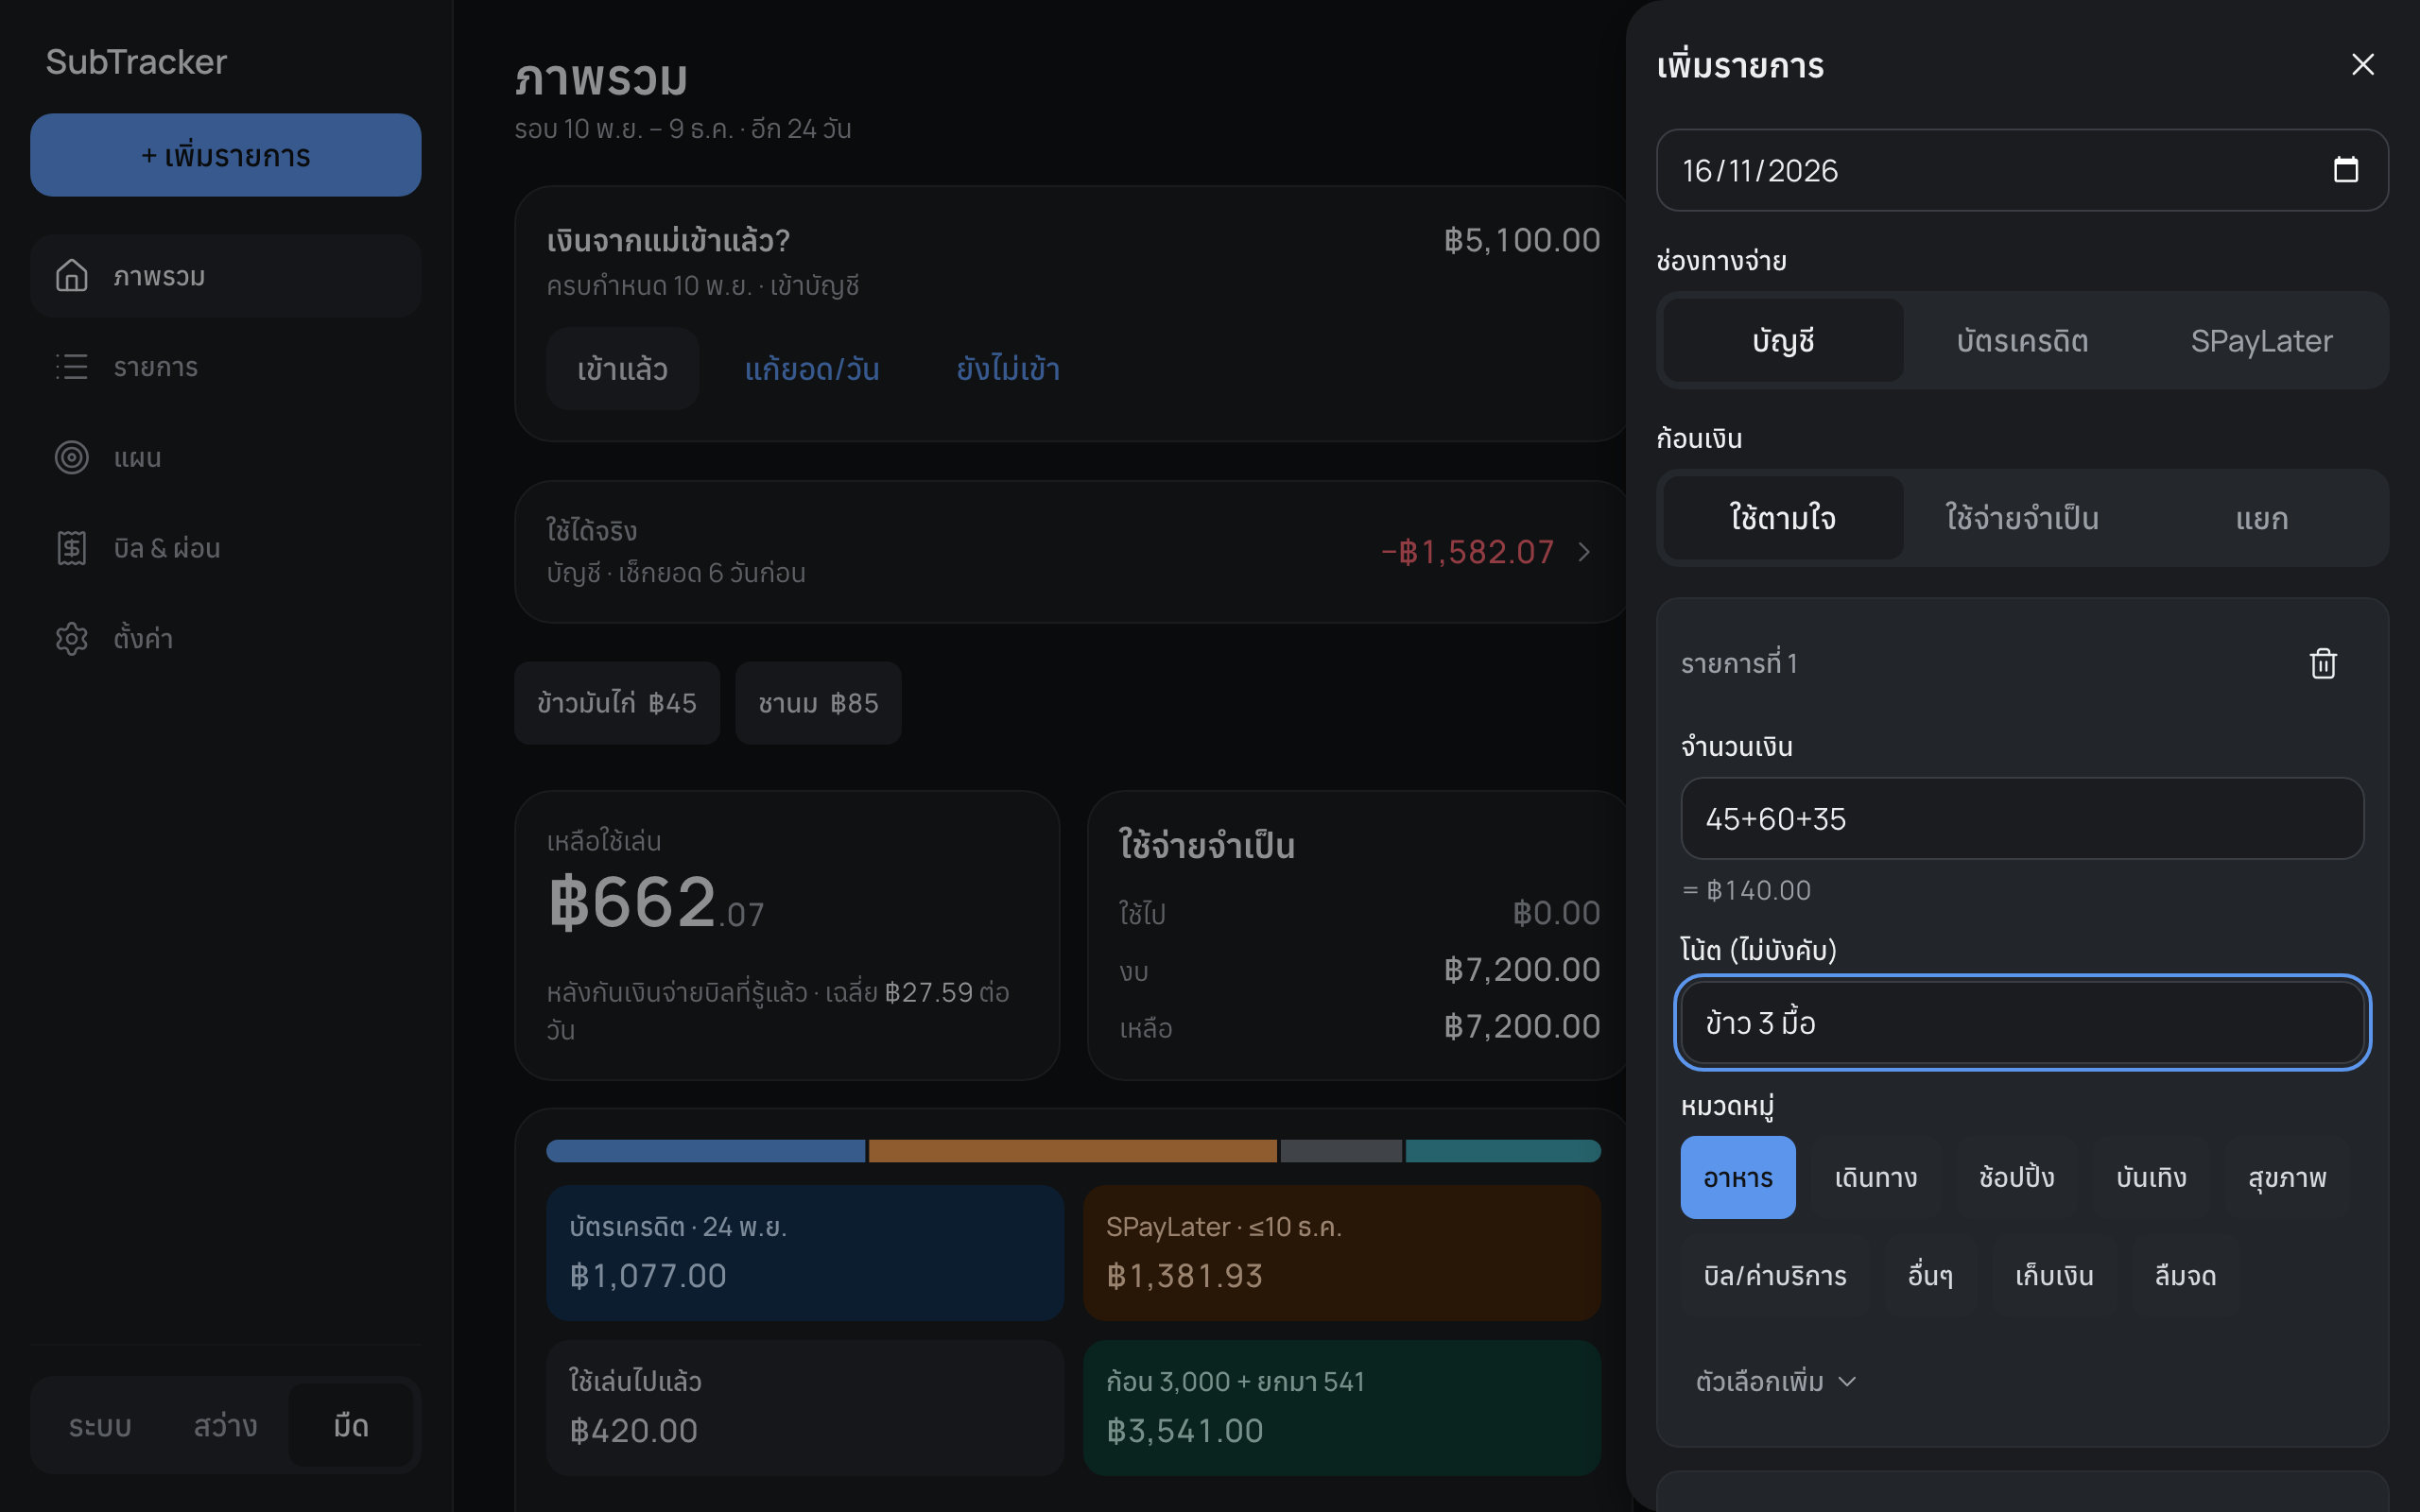 SubTracker
+ เพิ่มรายการ
ภาพรวม
รายการ
แผน
บิล & ผ่อน
ตั้งค่า
ระบบ
สว่าง
มืด
ภาพรวม
รอบ 10 พ.ย. – 9 ธ.ค. · อีก 24 วัน
เงินจากแม่เข้าแล้ว?
฿5,100.00
ครบกำหนด 10 พ.ย. · เข้าบัญชี
เข้าแล้ว
แก้ยอด/วัน
ยังไม่เข้า
ใช้ได้จริง
บัญชี · เช็กยอด 6 วันก่อน
−฿1,582.07
ข้าวมันไก่ ฿45
ชานม ฿85
เหลือใช้เล่น
฿662.07
หลังกันเงินจ่ายบิลที่รู้แล้ว · เฉลี่ย ฿27.59 ต่อ
วัน
ใช้จ่ายจำเป็น
ใช้ไป
฿0.00
งบ
฿7,200.00
เหลือ
฿7,200.00
บัตรเครดิต · 24 พ.ย.
฿1,077.00
SPayLater · ≤10 ธ.ค.
฿1,381.93
ใช้เล่นไปแล้ว
฿420.00
ก้อน 3,000 + ยกมา 541
฿3,541.00
เพิ่มรายการ
16/11/2026
ช่องทางจ่าย
บัญชี
บัตรเครดิต
SPayLater
ก้อนเงิน
ใช้ตามใจ
ใช้จ่ายจำเป็น
แยก
รายการที่ 1
จำนวนเงิน
45+60+35
= ฿140.00
โน้ต (ไม่บังคับ)
ข้าว 3 มื้อ
หมวดหมู่
อาหาร
เดินทาง
ช้อปปิ้ง
บันเทิง
สุขภาพ
บิล/ค่าบริการ
อื่นๆ
เก็บเงิน
ลืมจด
ตัวเลือกเพิ่ม